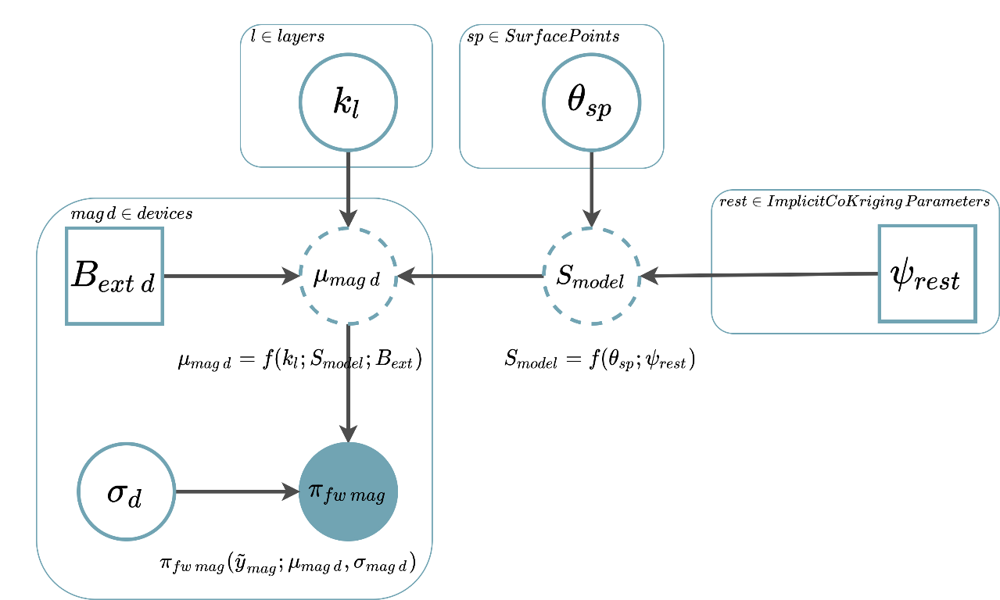 l ∈ layers
sp ∈ SurfacePoints
k_l
θ_sp
rest ∈ ImplicitCoKriging Parameters
mag d ∈ devices
B_ext d
μ_mag d
S_model
ψ_rest
μ_mag d = f(k_l; S_model; B_ext)
S_model = f(θ_sp; ψ_rest)
σ_d
π_fw mag
π_fw mag(ỹ_mag; μ_mag d, σ_mag d)